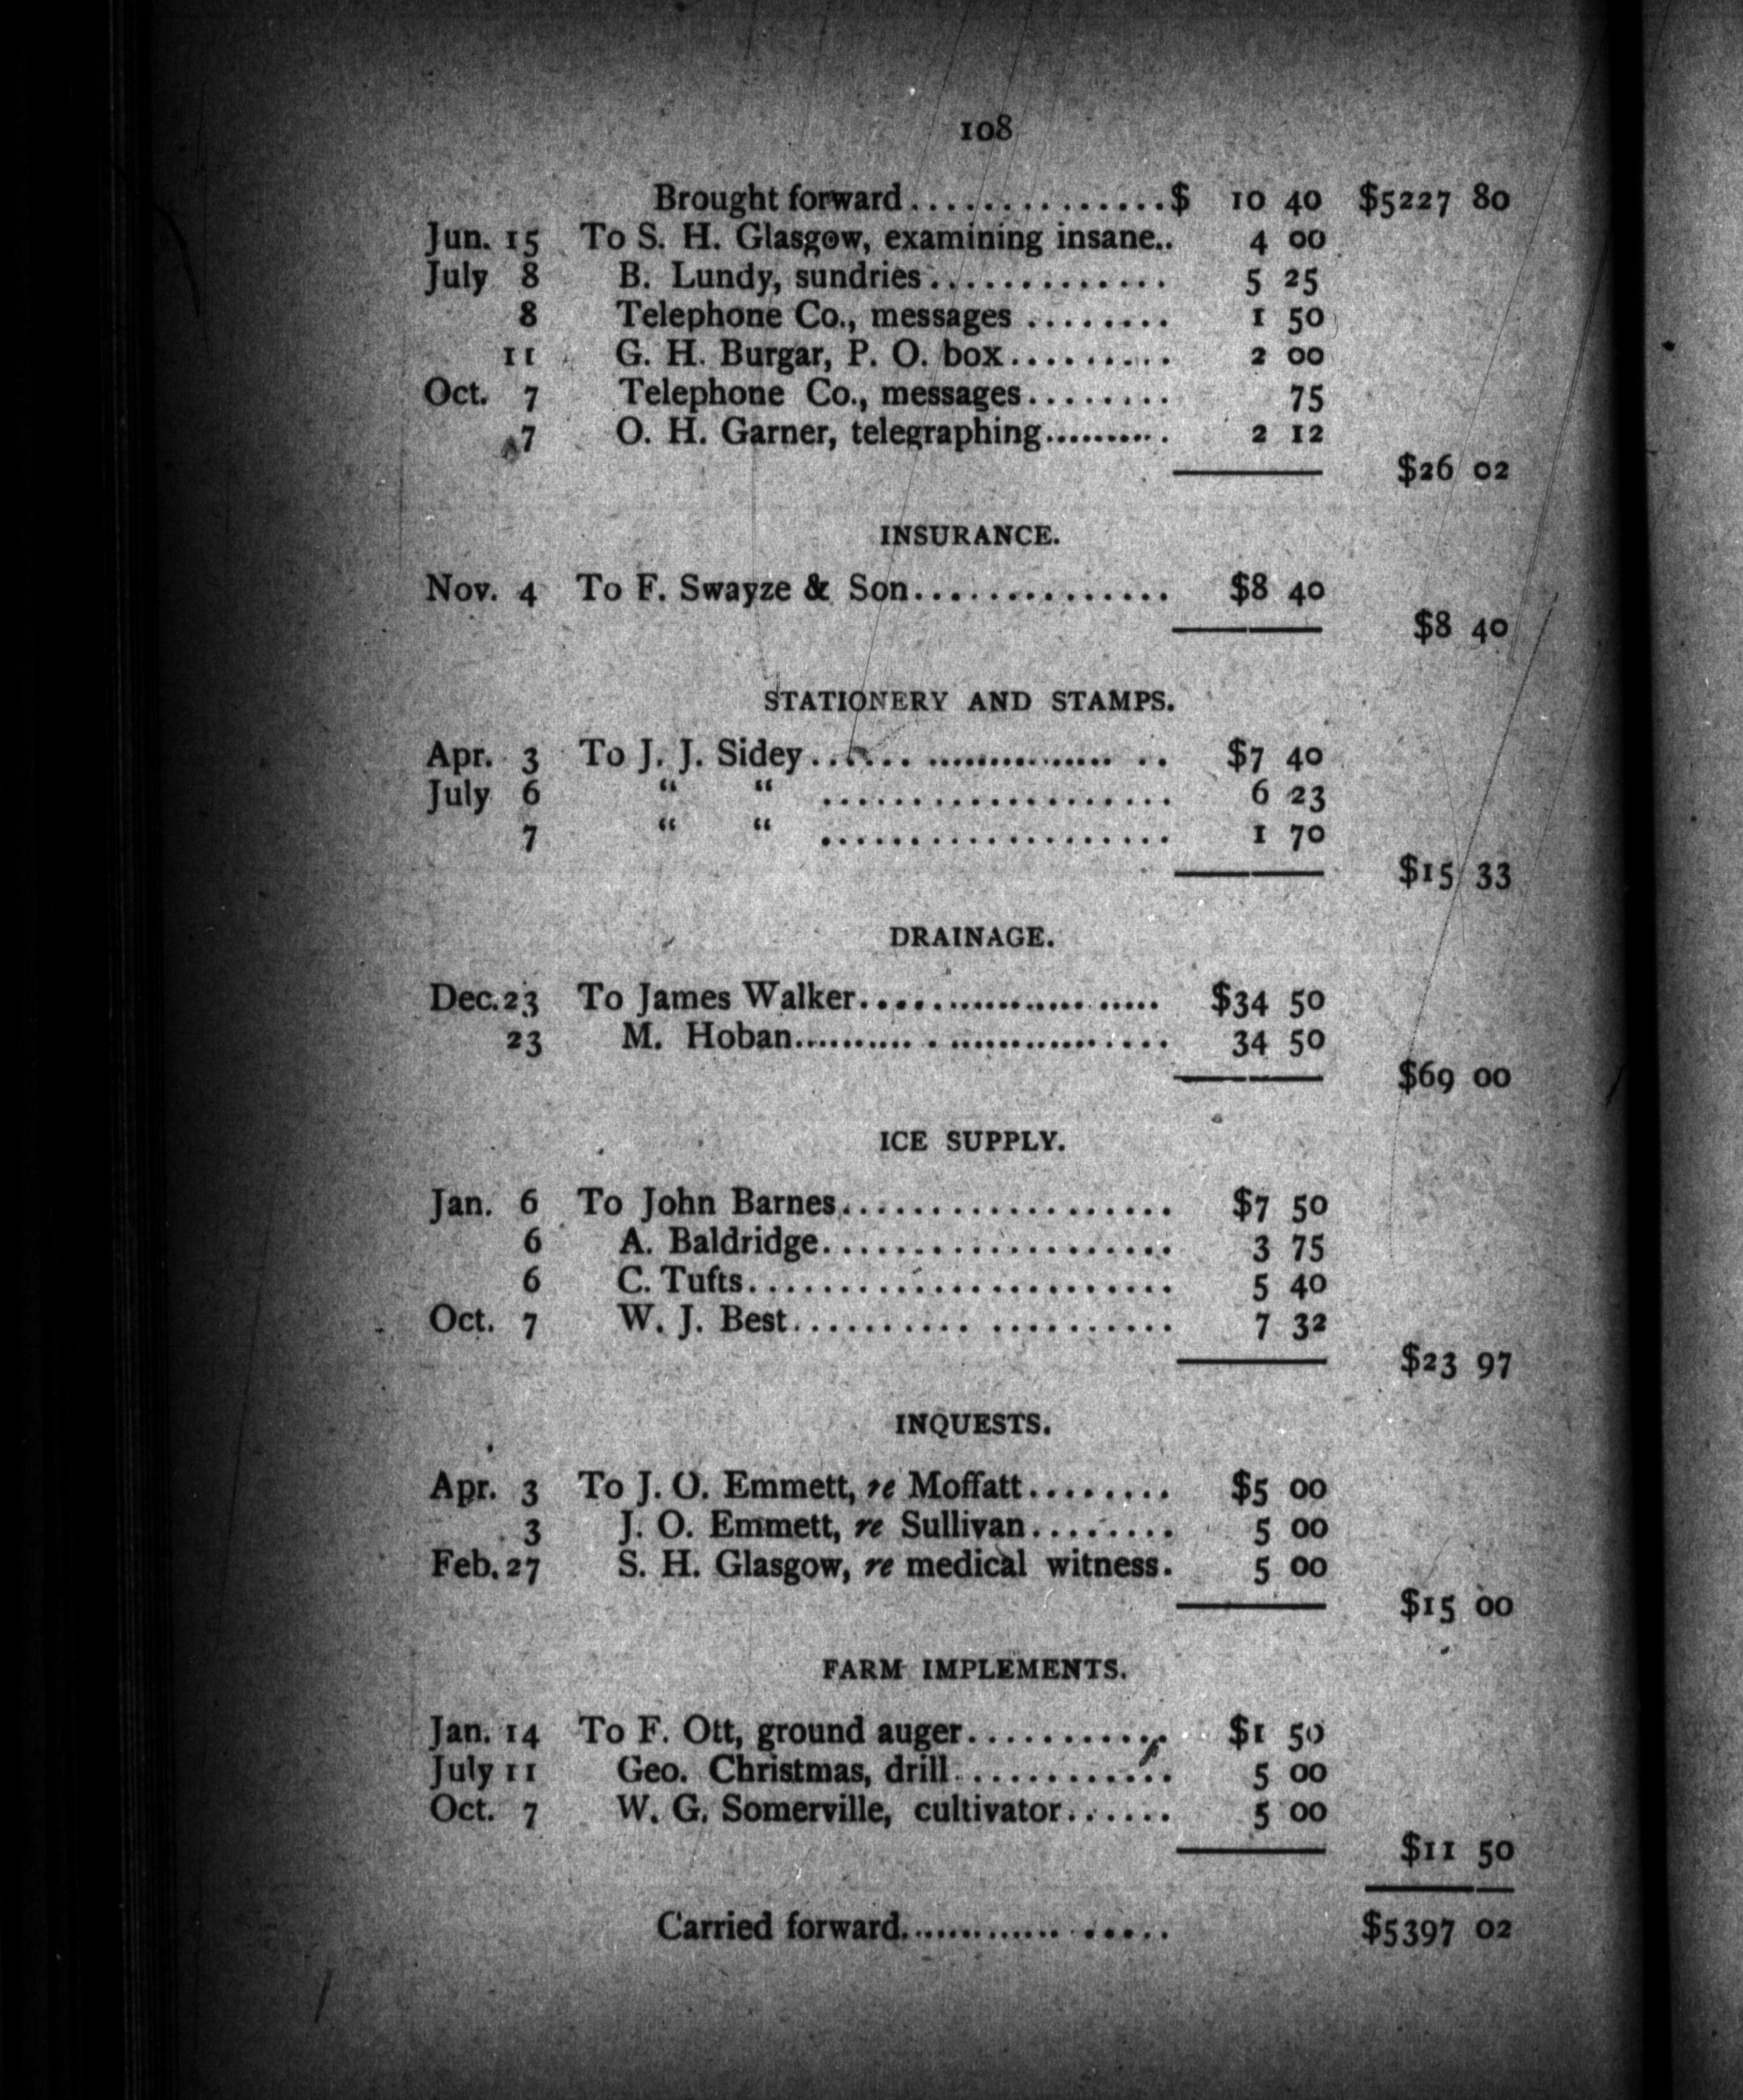 108
Brought forward...............$ 10 40 $5227 80
Jun. 15 To S. H. Glasgow, examining insane.. 4 00
July 8 B. Lundy, sundries............. 5 25
8 Telephone Co., messages ........ 1 50
11 G. H. Burgar, P. O. box......... 2 00
Oct. 7 Telephone Co., messages........ 75
7 O. H. Garner, telegraphing.......... 2 12
$26 02
INSURANCE.
Nov. 4 To F. Swayze & Son............... $8 40
$8 40
STATIONERY AND STAMPS.
Apr. 3 To J. J. Sidey...... ............... .. $7 40
July 6 “ “ ................... 6 23
7 “ “ ................... 1 70
$15 33
DRAINAGE.
Dec. 23 To James Walker................... ..... $34 50
23 M. Hoban.......... . .................. 34 50
$69 00
ICE SUPPLY.
Jan. 6 To John Barnes................... $7 50
6 A. Baldridge.................... 3 75
6 C. Tufts........................ 5 40
Oct. 7 W. J. Best........... .......... 7 32
$23 97
INQUESTS.
Apr. 3 To J. O. Emmett, re Moffatt........ $5 00
3 J. O. Emmett, re Sullivan........ 5 00
Feb. 27 S. H. Glasgow, re medical witness. 5 00
$15 00
FARM IMPLEMENTS.
Jan. 14 To F. Ott, ground auger............ $1 50
July 11 Geo. Christmas, drill............. 5 00
Oct. 7 W. G. Somerville, cultivator...... 5 00
$11 50
Carried forward............... ...... $5397 02